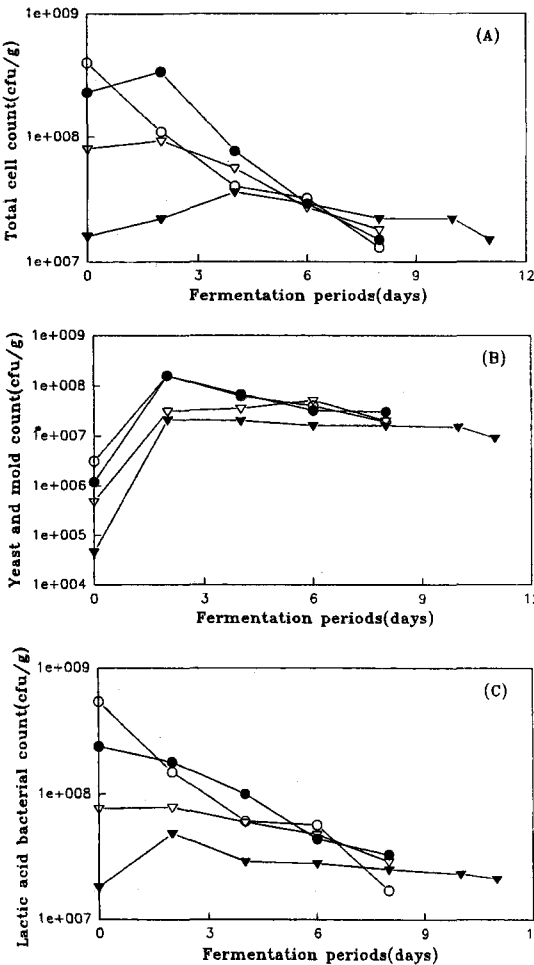 1e+009
(A)
Total cell count(cfu/g)
1e+008
1e+007
0 3 6 9 12
Fermentation periods(days)
1e+009
(B)
Yeast and mold count(cfu/g)
1e+008
1e+007
1e+006
1e+005
1e+004
0 3 6 9
Fermentation periods(days)
1e+009
(C)
Lactic acid bacterial count(cfu/g)
1e+008
1e+007
0 3 6 9
Fermentation periods(days)